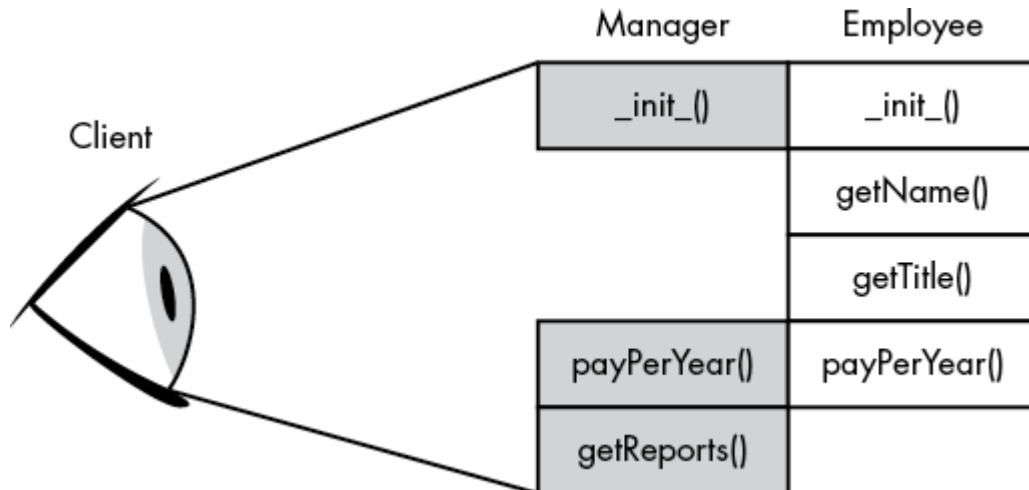 Manager Employee
Client
_init_() _init_()
getName()
getTitle()
payPerYear() payPerYear()
getReports()